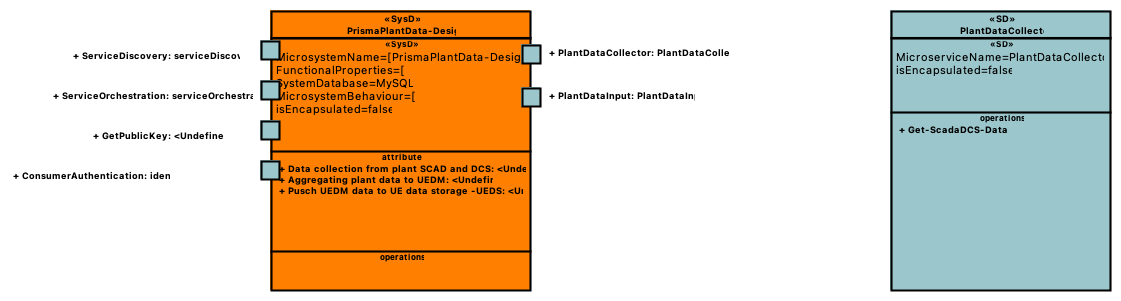 «SysD»
PrismaPlantData-Desig
«SysD»
MicrosystemName=[PrismaPlantData-Desig
FunctionalProperties=[
SystemDatabase=MySQL
MicrosystemBehaviour=[
isEncapsulated=false
attribute
+ Data collection from plant SCAD and DCS: <Unde
+ Aggregating plant data to UEDM: <Undefin
+ Pusch UEDM data to UE data storage -UEDS: <Un
operations
+ ServiceDiscovery: serviceDiscov
+ ServiceOrchestration: serviceOrchestra
+ GetPublicKey: <Undefine
+ ConsumerAuthentication: iden
+ PlantDataCollector: PlantDataColle
+ PlantDataInput: PlantDataIn
«SD»
PlantDataCollect
«SD»
MicroserviceName=PlantDataCollect
isEncapsulated=false
operations
+ Get-ScadaDCS-Data